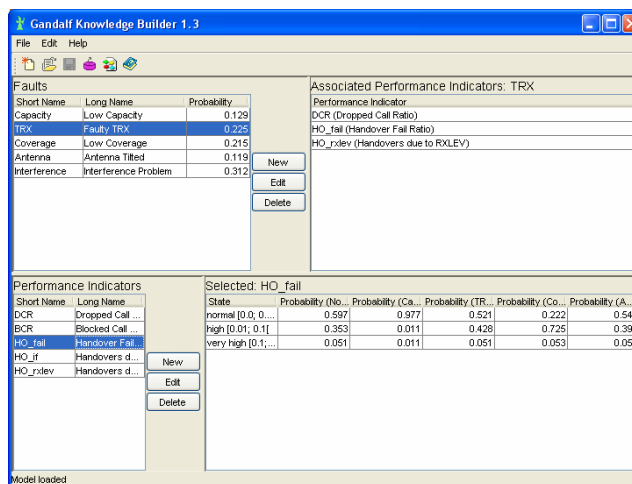 Gandalf Knowledge Builder 1.3
File Edit Help
Faults
Short Name Long Name Probability
Capacity Low Capacity 0.129
TRX Faulty TRX 0.225
Coverage Low Coverage 0.215
Antenna Antenna Tilted 0.119
Interference Interference Problem 0.312
New
Edit
Delete
Associated Performance Indicators: TRX
Performance Indicator
DCR (Dropped Call Ratio)
HO_fail (Handover Fail Ratio)
HO_rxlev (Handovers due to RXLEV)
Performance Indicators
Short Name Long Name
DCR Dropped Call ...
BCR Blocked Call ...
HO_fail Handover Fail...
HO_if Handovers d...
HO_rxlev Handovers d...
New
Edit
Delete
Selected: HO_fail
State Probability (No... Probability (Ca... Probability (TR... Probability (Co... Probability (A...
normal [0.0; 0.... 0.597 0.977 0.521 0.222 0.54
high [0.01; 0.1[ 0.353 0.011 0.428 0.725 0.39
very high [0.1;... 0.051 0.011 0.051 0.053 0.05
Model loaded